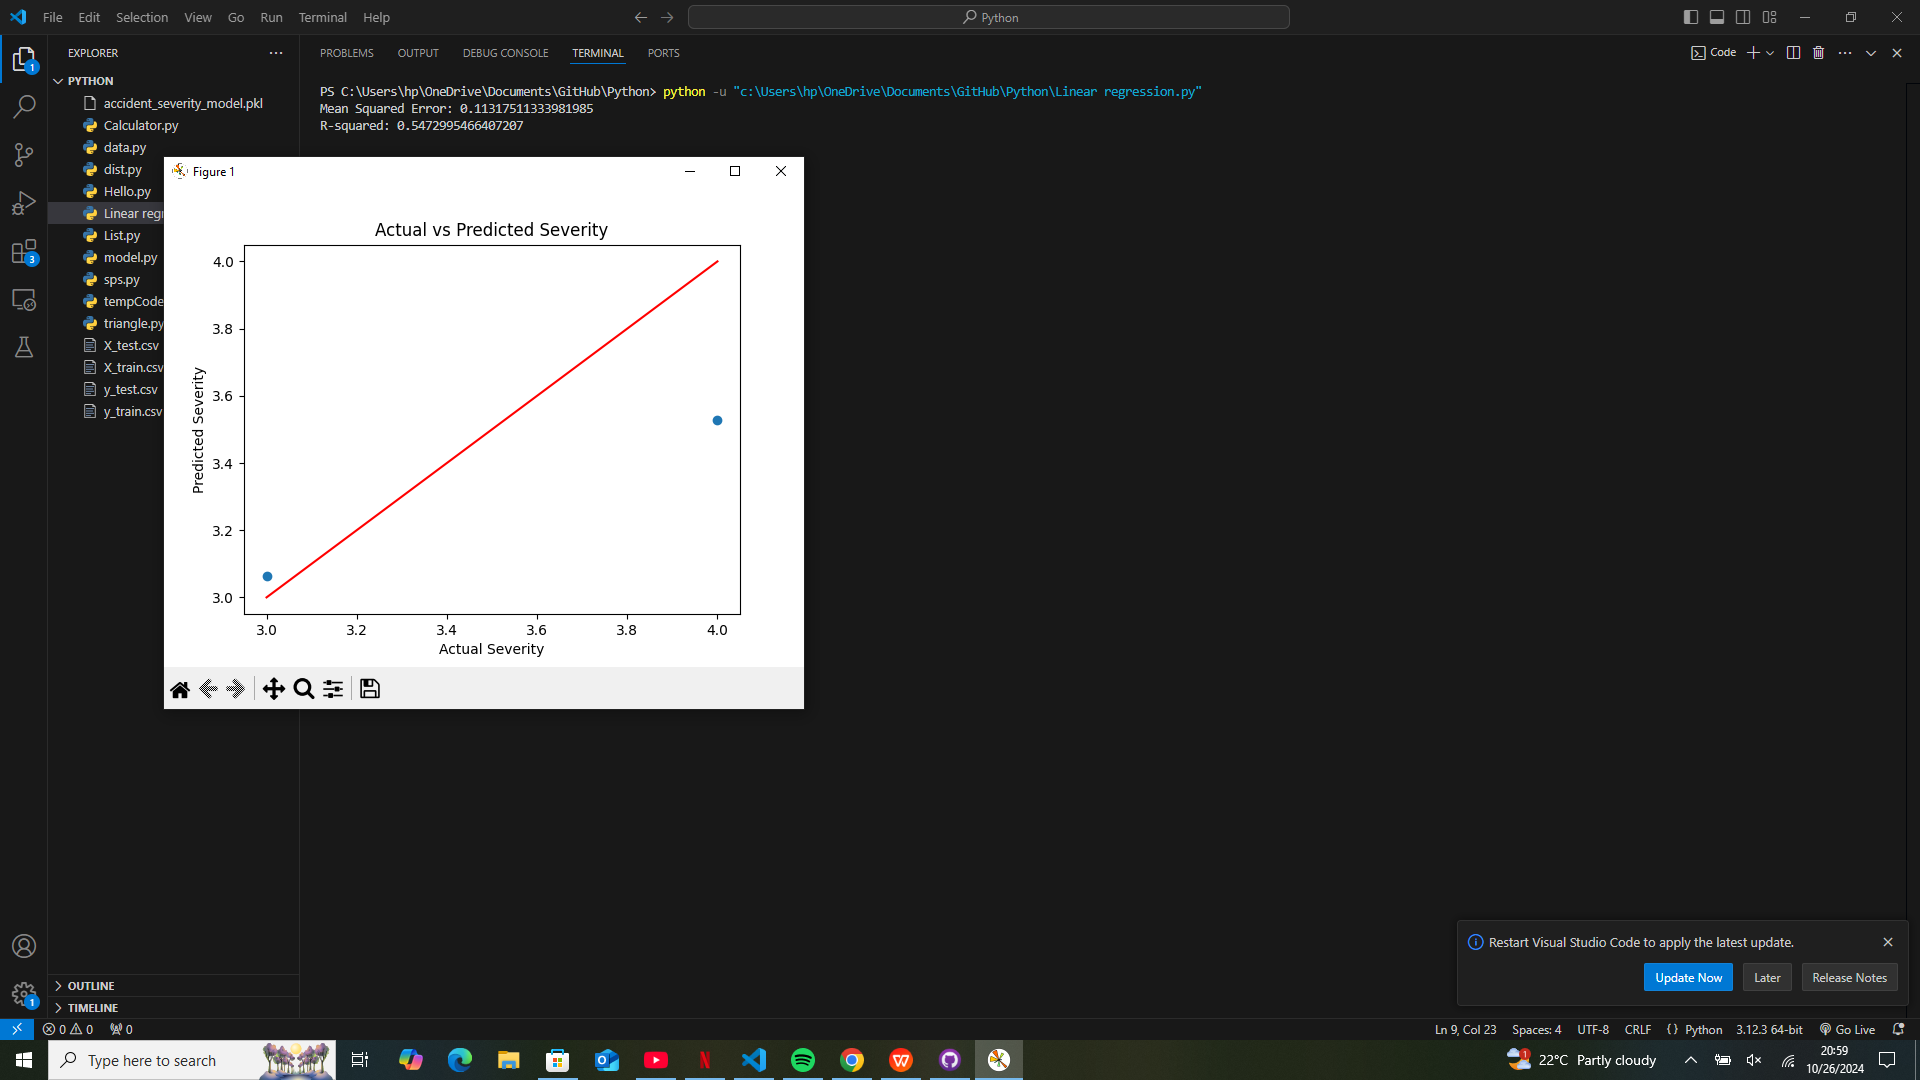 File Edit Selection View Go Run Terminal Help
Python
EXPLORER
PROBLEMS OUTPUT DEBUG CONSOLE TERMINAL PORTS
Code
PYTHON
accident_severity_model.pkl
Calculator.py
data.py
dist.py
Hello.py
Linear regr
List.py
model.py
sps.py
tempCode
triangle.py
X_test.csv
X_train.csv
y_test.csv
y_train.csv
PS C:\Users\hp\OneDrive\Documents\GitHub\Python> python -u "c:\Users\hp\OneDrive\Documents\GitHub\Python\Linear regression.py"
Mean Squared Error: 0.11317511333981985
R-squared: 0.5472995466407207
Figure 1
Actual vs Predicted Severity
4.0
3.8
3.6
3.4
3.2
3.0
Predicted Severity
3.0 3.2 3.4 3.6 3.8 4.0
Actual Severity
1
3
1
Restart Visual Studio Code to apply the latest update.
Update Now Later Release Notes
OUTLINE
TIMELINE
0 0 0
Ln 9, Col 23 Spaces: 4 UTF-8 CRLF {} Python 3.12.3 64-bit Go Live
Type here to search
1
22°C Partly cloudy
20:59
10/26/2024